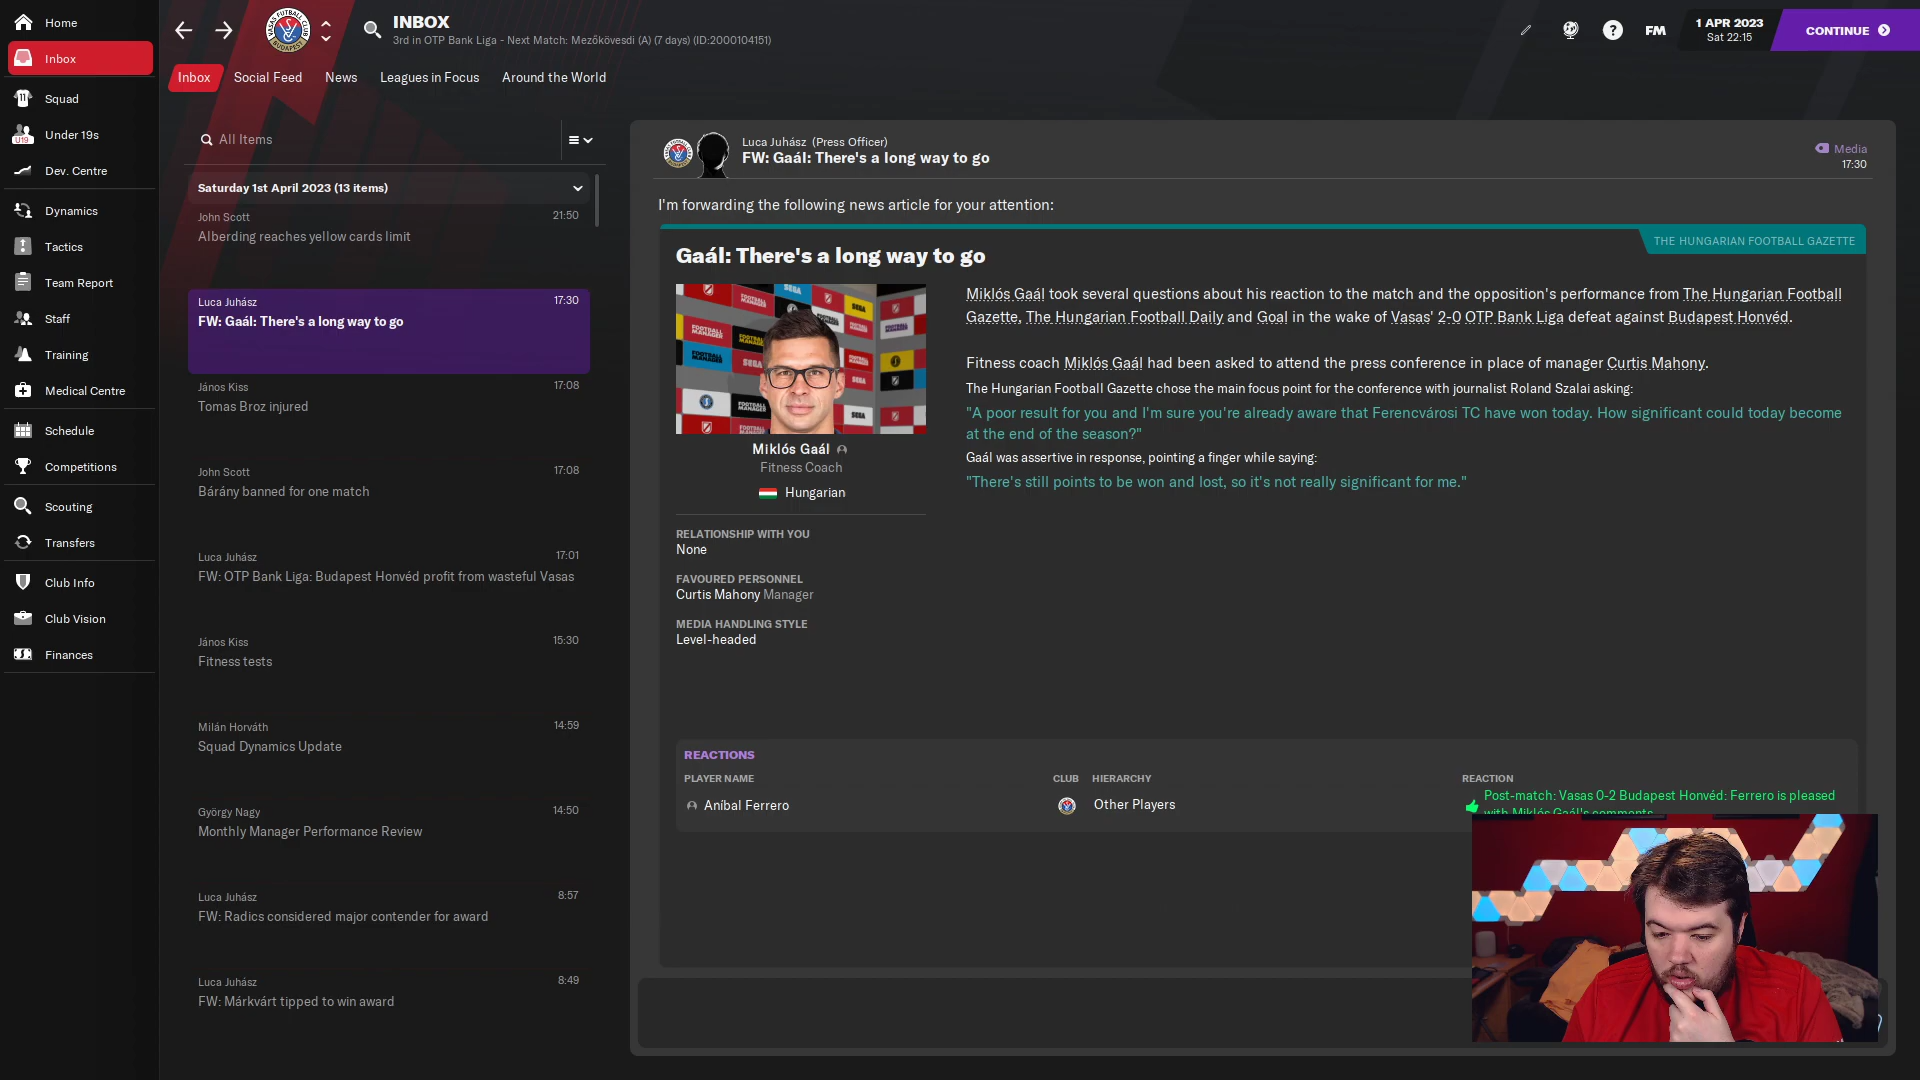 Home
Inbox
Squad
Under 19s
Dev. Centre
Dynamics
Tactics
Team Report
Staff
Training
Medical Centre
Schedule
Competitions
Scouting
Transfers
Club Info
Club Vision
Finances
INBOX
3rd in OTP Bank Liga - Next Match: Mezőkövesdi (A) (7 days) (ID:2000104151)
FM
1 APR 2023
Sat 22:15
CONTINUE
Inbox
Social Feed
News
Leagues in Focus
Around the World
All Items
Saturday 1st April 2023 (13 items)
John Scott
21:50
Alberding reaches yellow cards limit
Luca Juhász
17:30
FW: Gaál: There's a long way to go
János Kiss
17:08
Tomas Broz injured
John Scott
17:08
Bárány banned for one match
Luca Juhász
17:01
FW: OTP Bank Liga: Budapest Honvéd profit from wasteful Vasas
János Kiss
15:30
Fitness tests
Milán Horváth
14:59
Squad Dynamics Update
György Nagy
14:50
Monthly Manager Performance Review
Luca Juhász
8:57
FW: Radics considered major contender for award
Luca Juhász
8:49
FW: Márkvárt tipped to win award
Luca Juhász (Press Officer)
FW: Gaál: There's a long way to go
Media
17:30
I'm forwarding the following news article for your attention:
THE HUNGARIAN FOOTBALL GAZETTE
Gaál: There's a long way to go
Miklós Gaál
Fitness Coach
Hungarian
RELATIONSHIP WITH YOU
None
FAVOURED PERSONNEL
Curtis Mahony Manager
MEDIA HANDLING STYLE
Level-headed
Miklós Gaál took several questions about his reaction to the match and the opposition's performance from The Hungarian Football
Gazette, The Hungarian Football Daily and Goal in the wake of Vasas' 2-0 OTP Bank Liga defeat against Budapest Honvéd.
Fitness coach Miklós Gaál had been asked to attend the press conference in place of manager Curtis Mahony.
The Hungarian Football Gazette chose the main focus point for the conference with journalist Roland Szalai asking:
"A poor result for you and I'm sure you're already aware that Ferencvárosi TC have won today. How significant could today become
at the end of the season?"
Gaál was assertive in response, pointing a finger while saying:
"There's still points to be won and lost, so it's not really significant for me."
REACTIONS
PLAYER NAME
CLUB
HIERARCHY
REACTION
Aníbal Ferrero
Other Players
Post-match: Vasas 0-2 Budapest Honvéd: Ferrero is pleased
with Miklós Gaál's comments